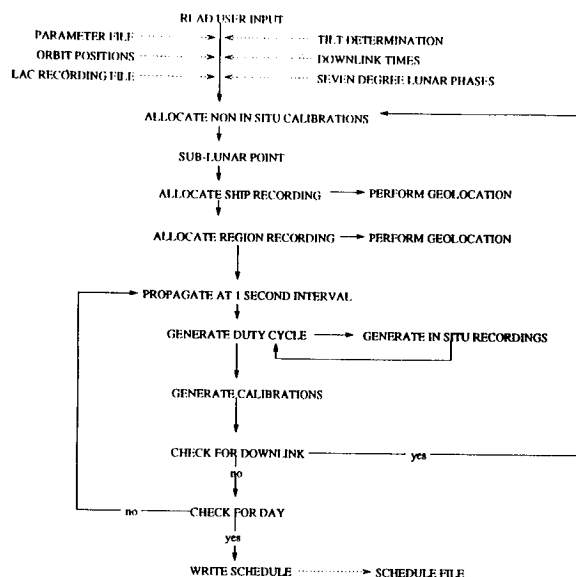 READ USER INPUT
PARAMETER FILE
TILT DETERMINATION
ORBIT POSITIONS
DOWNLINK TIMES
LAC RECORDING FILE
SEVEN DEGREE LUNAR PHASES
ALLOCATE NON IN SITU CALIBRATIONS
SUB-LUNAR POINT
ALLOCATE SHIP RECORDING
PERFORM GEOLOCATION
ALLOCATE REGION RECORDING
PERFORM GEOLOCATION
PROPAGATE AT 1 SECOND INTERVAL
GENERATE DUTY CYCLE
GENERATE IN SITU RECORDINGS
GENERATE CALIBRATIONS
CHECK FOR DOWNLINK
yes
no
no
CHECK FOR DAY
yes
WRITE SCHEDULE
SCHEDULE FILE